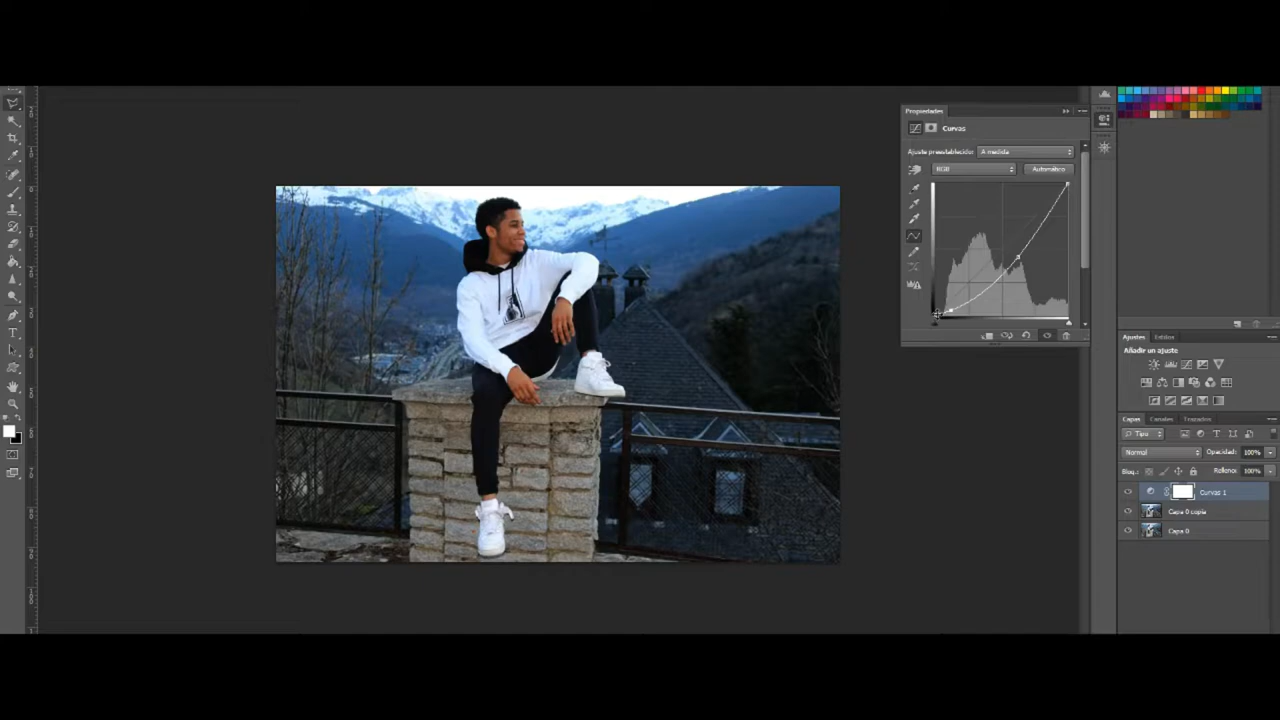 Propiedades
Curvas
Ajuste preestablecido: A medida
RGB
Automático
Ajustes
Estilos
Añadir un ajuste
Capas
Canales
Trazados
Tipo
Normal
Opacidad: 100%
Bloq.:
Relleno: 100%
Curvas 1
Capa 0 copia
Capa 0